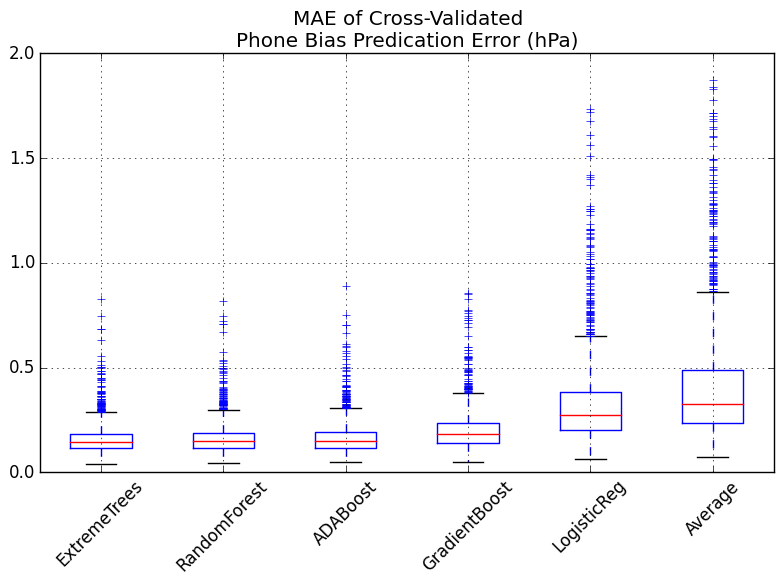 MAE of Cross-Validated
Phone Bias Predication Error (hPa)
2.0
1.5
1.0
0.5
0.0
ExtremeTrees
RandomForest
ADABoost
GradientBoost
LogisticReg
Average